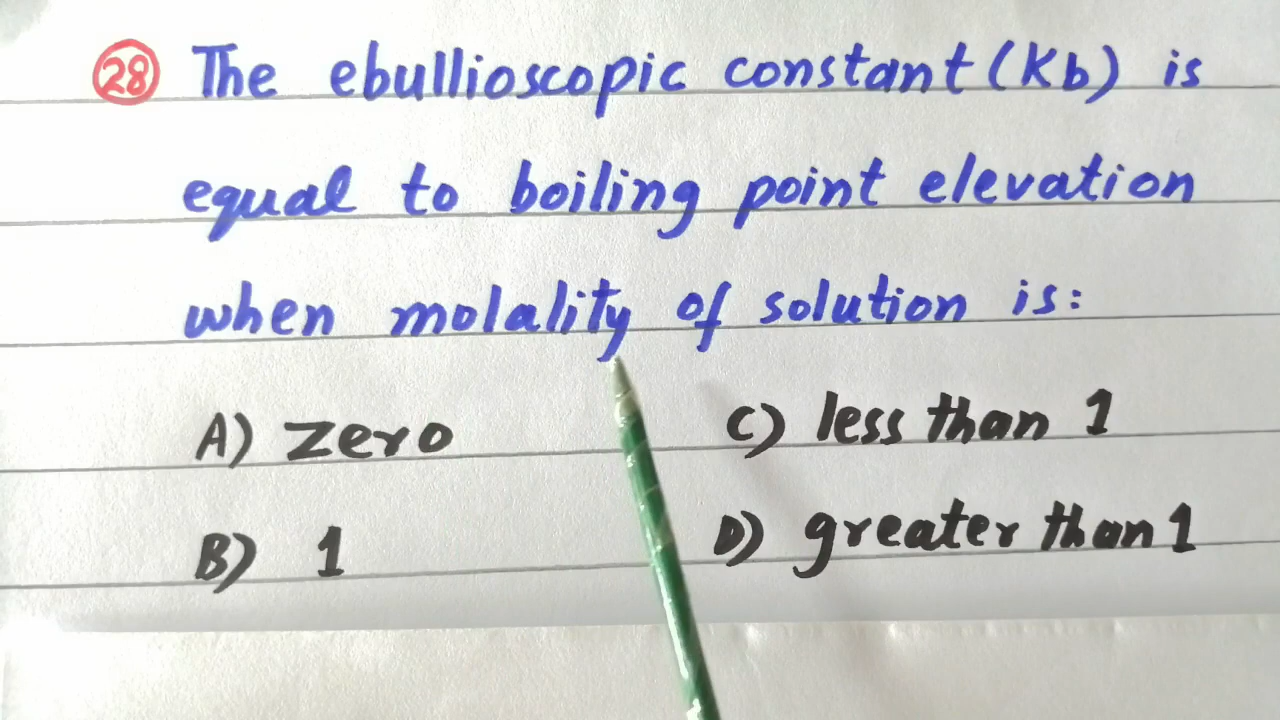 28 The ebullioscopic constant (Kb) is
equal to boiling point elevation
when molality of solution is:
A) zero C) less than 1
B) 1 D) greater than 1